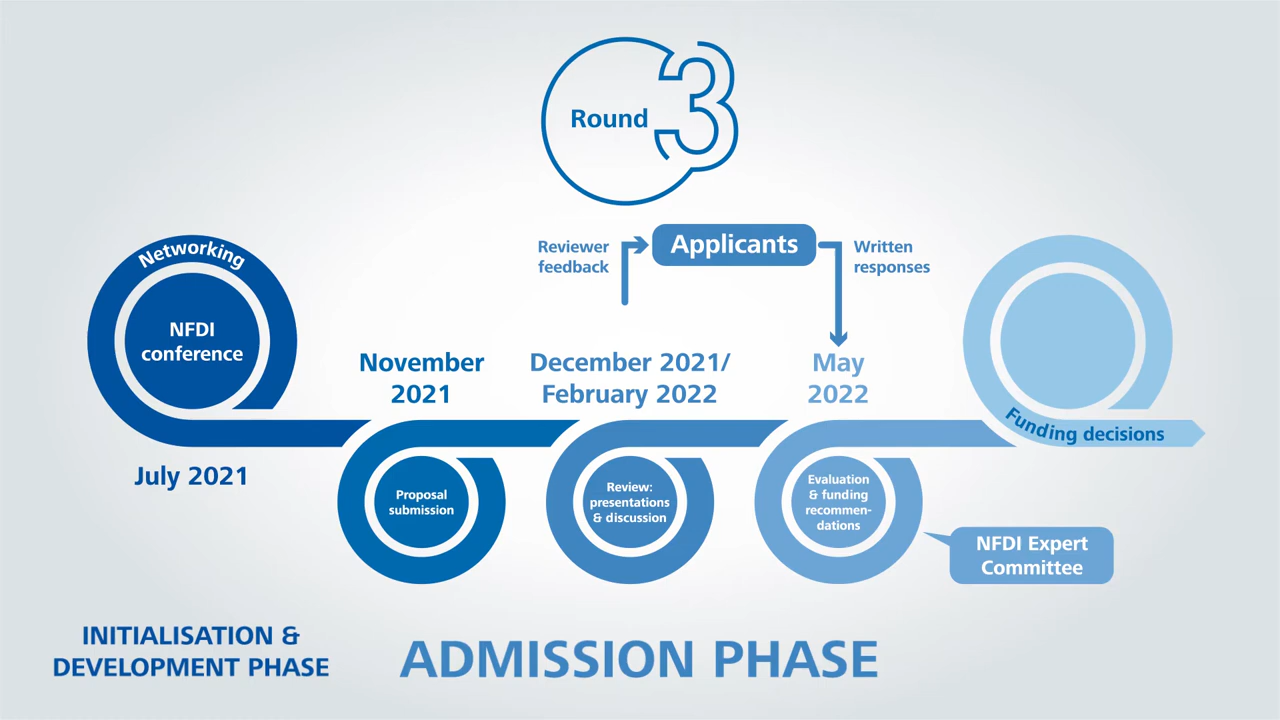 Round 3
Reviewer
feedback
Applicants
Written
responses
Networking
NFDI
conference
July 2021
November
2021
December 2021/
February 2022
May
2022
Funding decisions
Proposal
submission
Review:
presentations
& discussion
Evaluation
& funding
recommen-
dations
NFDI Expert
Committee
INITIALISATION &
DEVELOPMENT PHASE
ADMISSION PHASE